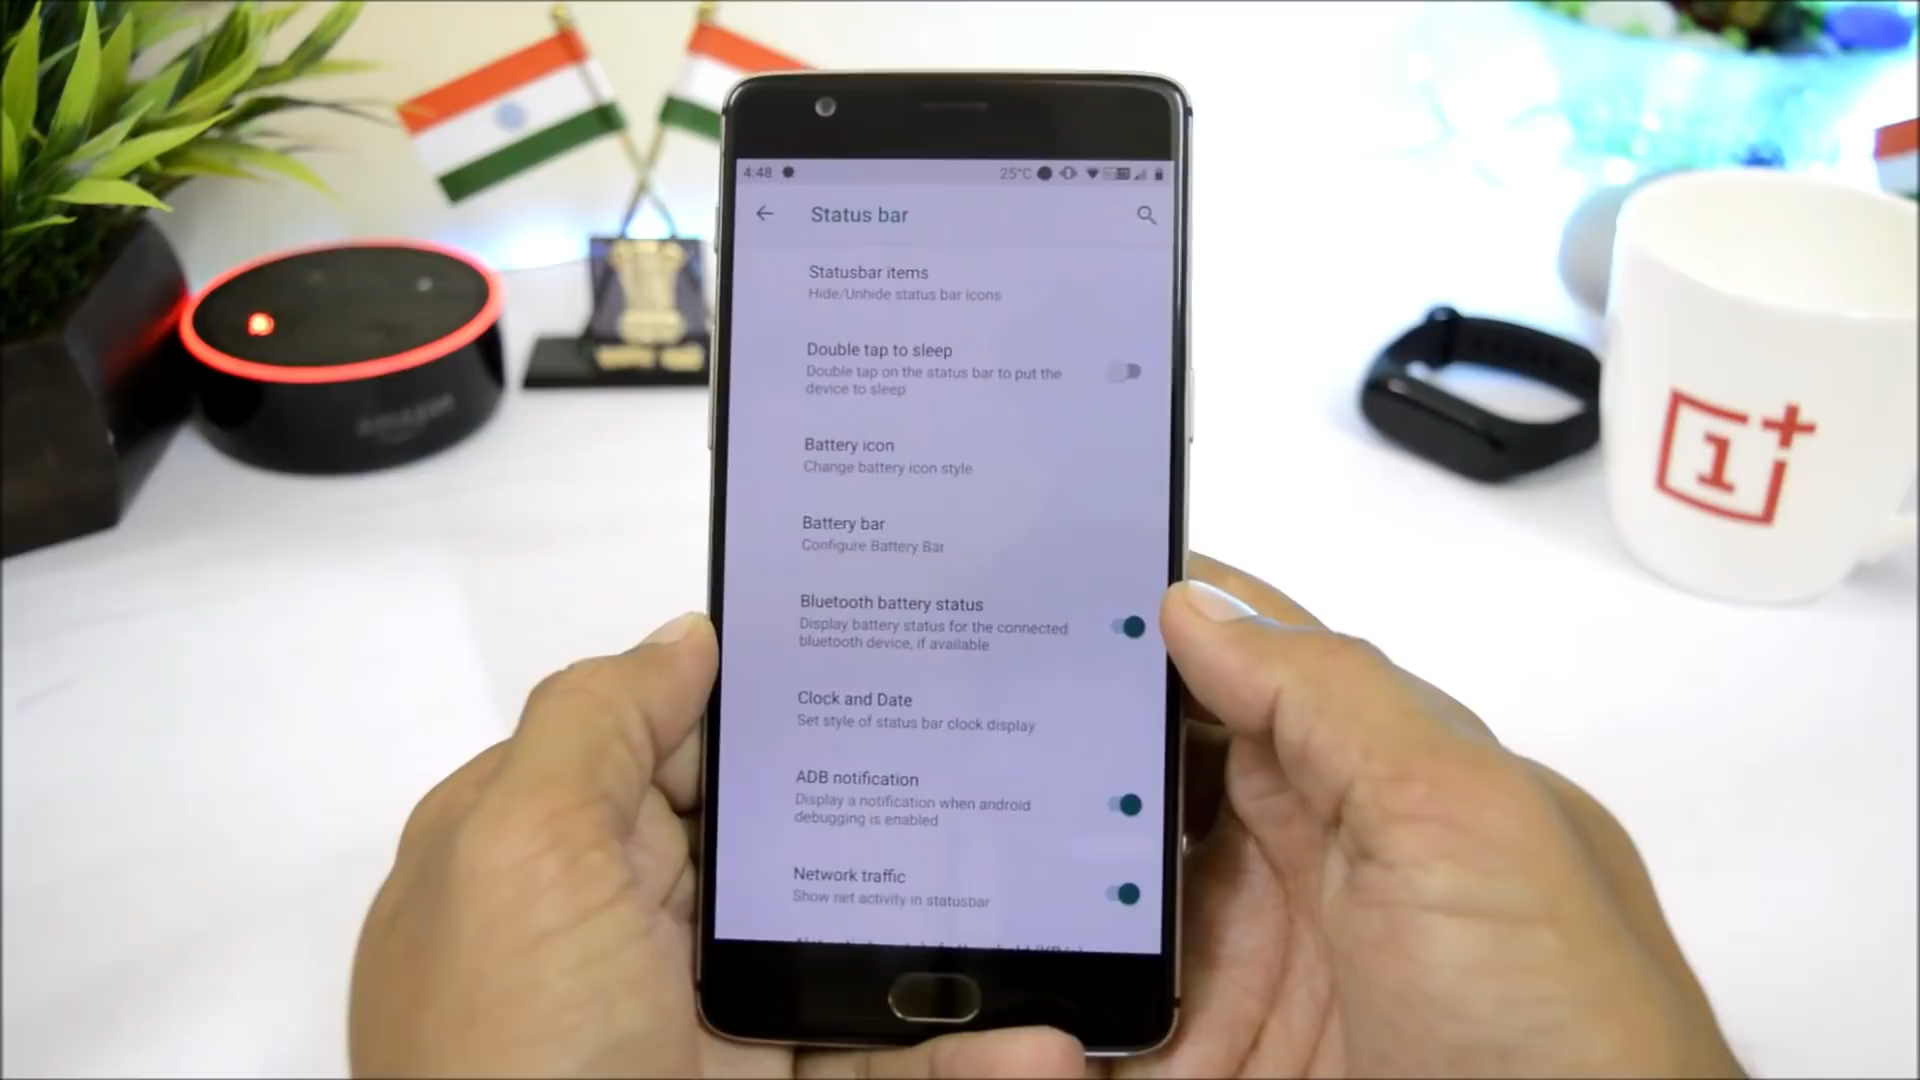 4:48
25°C
Status bar
Statusbar items
Hide/Unhide status bar icons
Double tap to sleep
Double tap on the status bar to put the
device to sleep
Battery icon
Change battery icon style
Battery bar
Configure Battery Bar
Bluetooth battery status
Display battery status for the connected
bluetooth device, if available
Clock and Date
Set style of status bar clock display
ADB notification
Display a notification when android
debugging is enabled
Network traffic
Show net activity in statusbar
amazon
1+